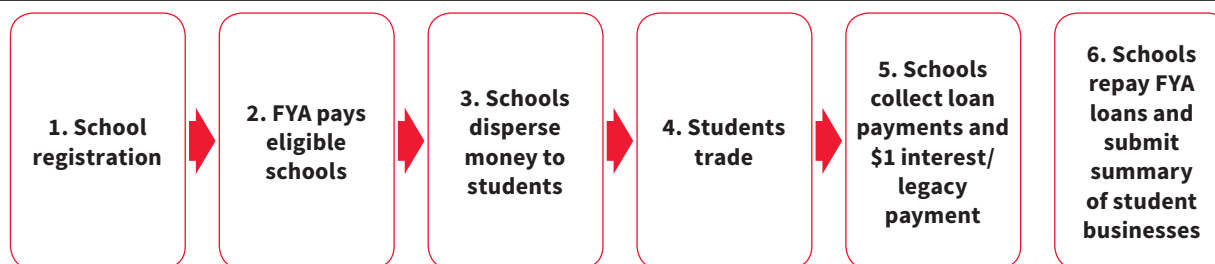 1. School
registration
2. FYA pays
eligible
schools
3. Schools
disperse
money to
students
4. Students
trade
5. Schools
collect loan
payments and
$1 interest/
legacy
payment
6. Schools
repay FYA
loans and
submit
summary
of student
businesses